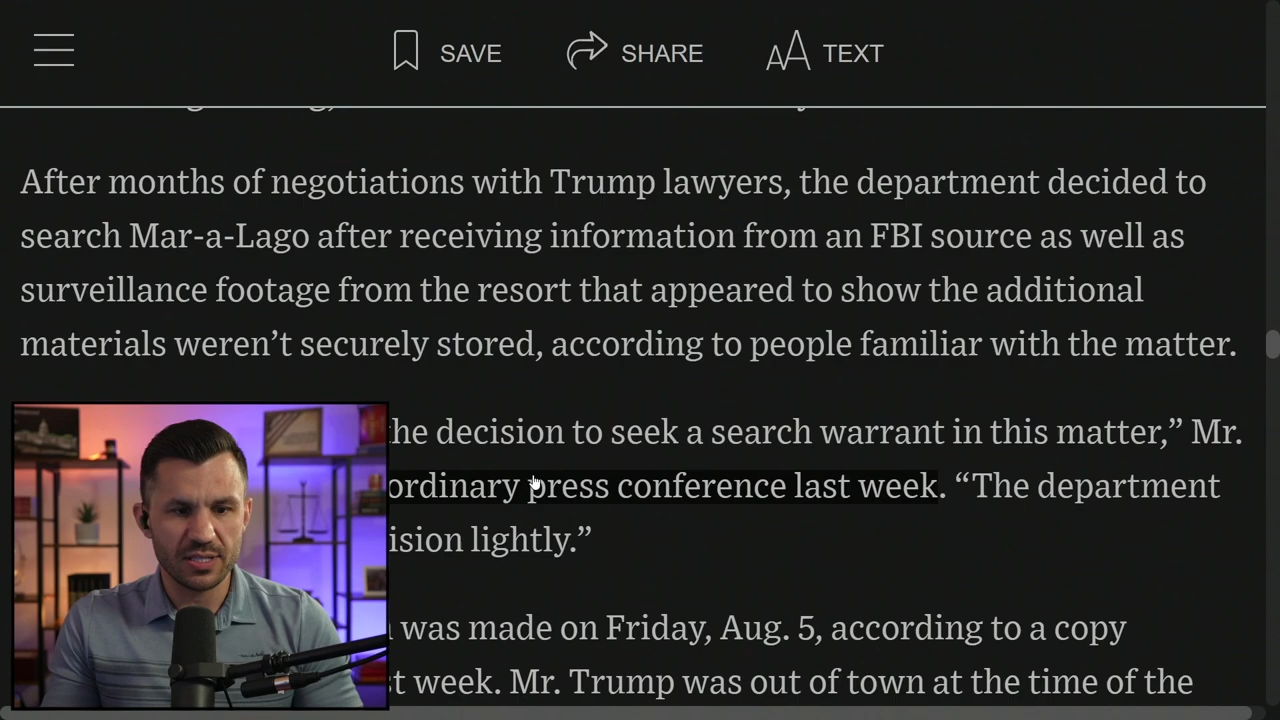 SAVE SHARE TEXT
After months of negotiations with Trump lawyers, the department decided to
search Mar-a-Lago after receiving information from an FBI source as well as
surveillance footage from the resort that appeared to show the additional
materials weren’t securely stored, according to people familiar with the matter.
the decision to seek a search warrant in this matter,” Mr.
ordinary press conference last week. “The department
ision lightly.”
was made on Friday, Aug. 5, according to a copy
st week. Mr. Trump was out of town at the time of the